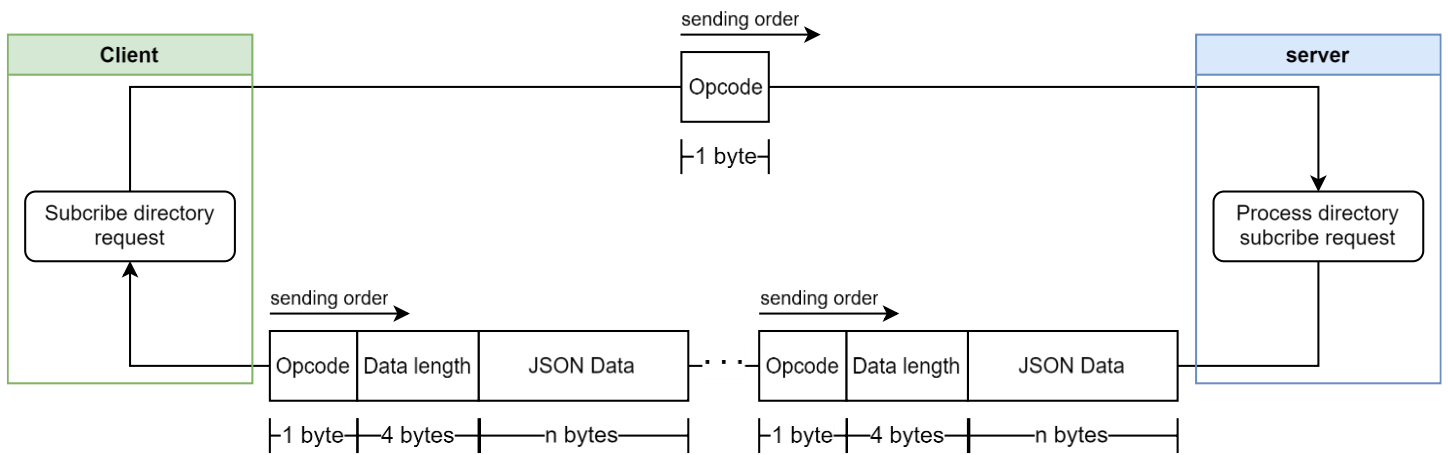 sending order
Client
server
Opcode
1 byte
Subcribe directory
request
Process directory
subcribe request
sending order
sending order
Opcode
Data length
JSON Data
. . .
Opcode
Data length
JSON Data
1 byte
4 bytes
n bytes
1 byte
4 bytes
n bytes